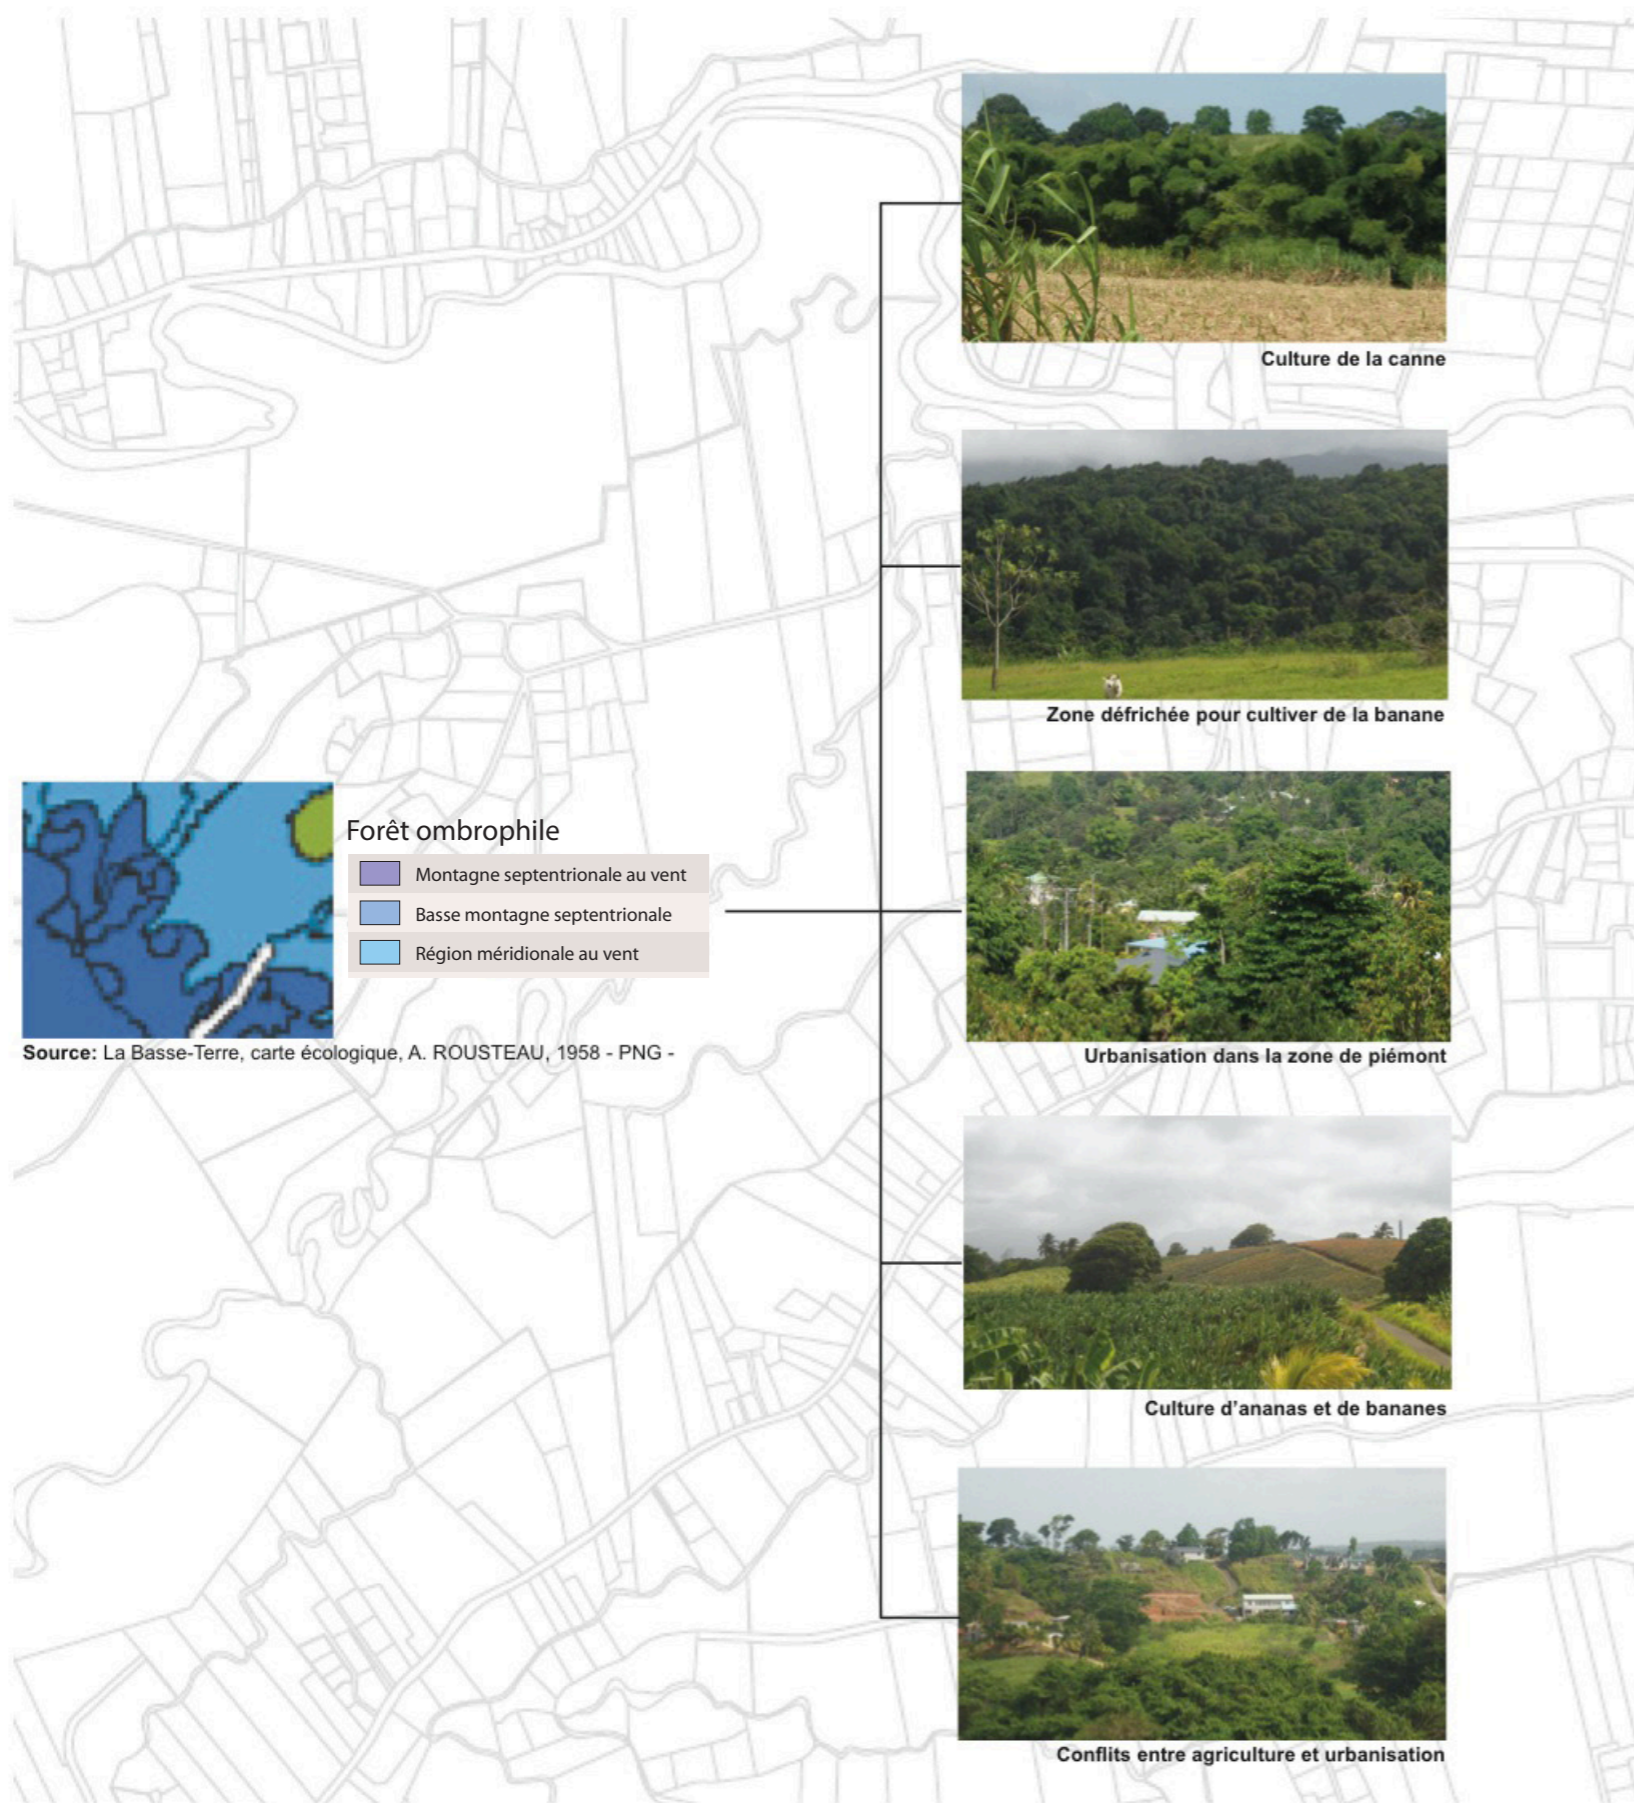 Culture de la canne
Zone défrichée pour cultiver de la banane
Forêt ombrophile
Montagne septentrionale au vent
Basse montagne septentrionale
Région méridionale au vent
Source: La Basse-Terre, carte écologique, A. ROUSTEAU, 1958 - PNG -
Urbanisation dans la zone de piémont
Culture d'ananas et de bananes
Conflits entre agriculture et urbanisation